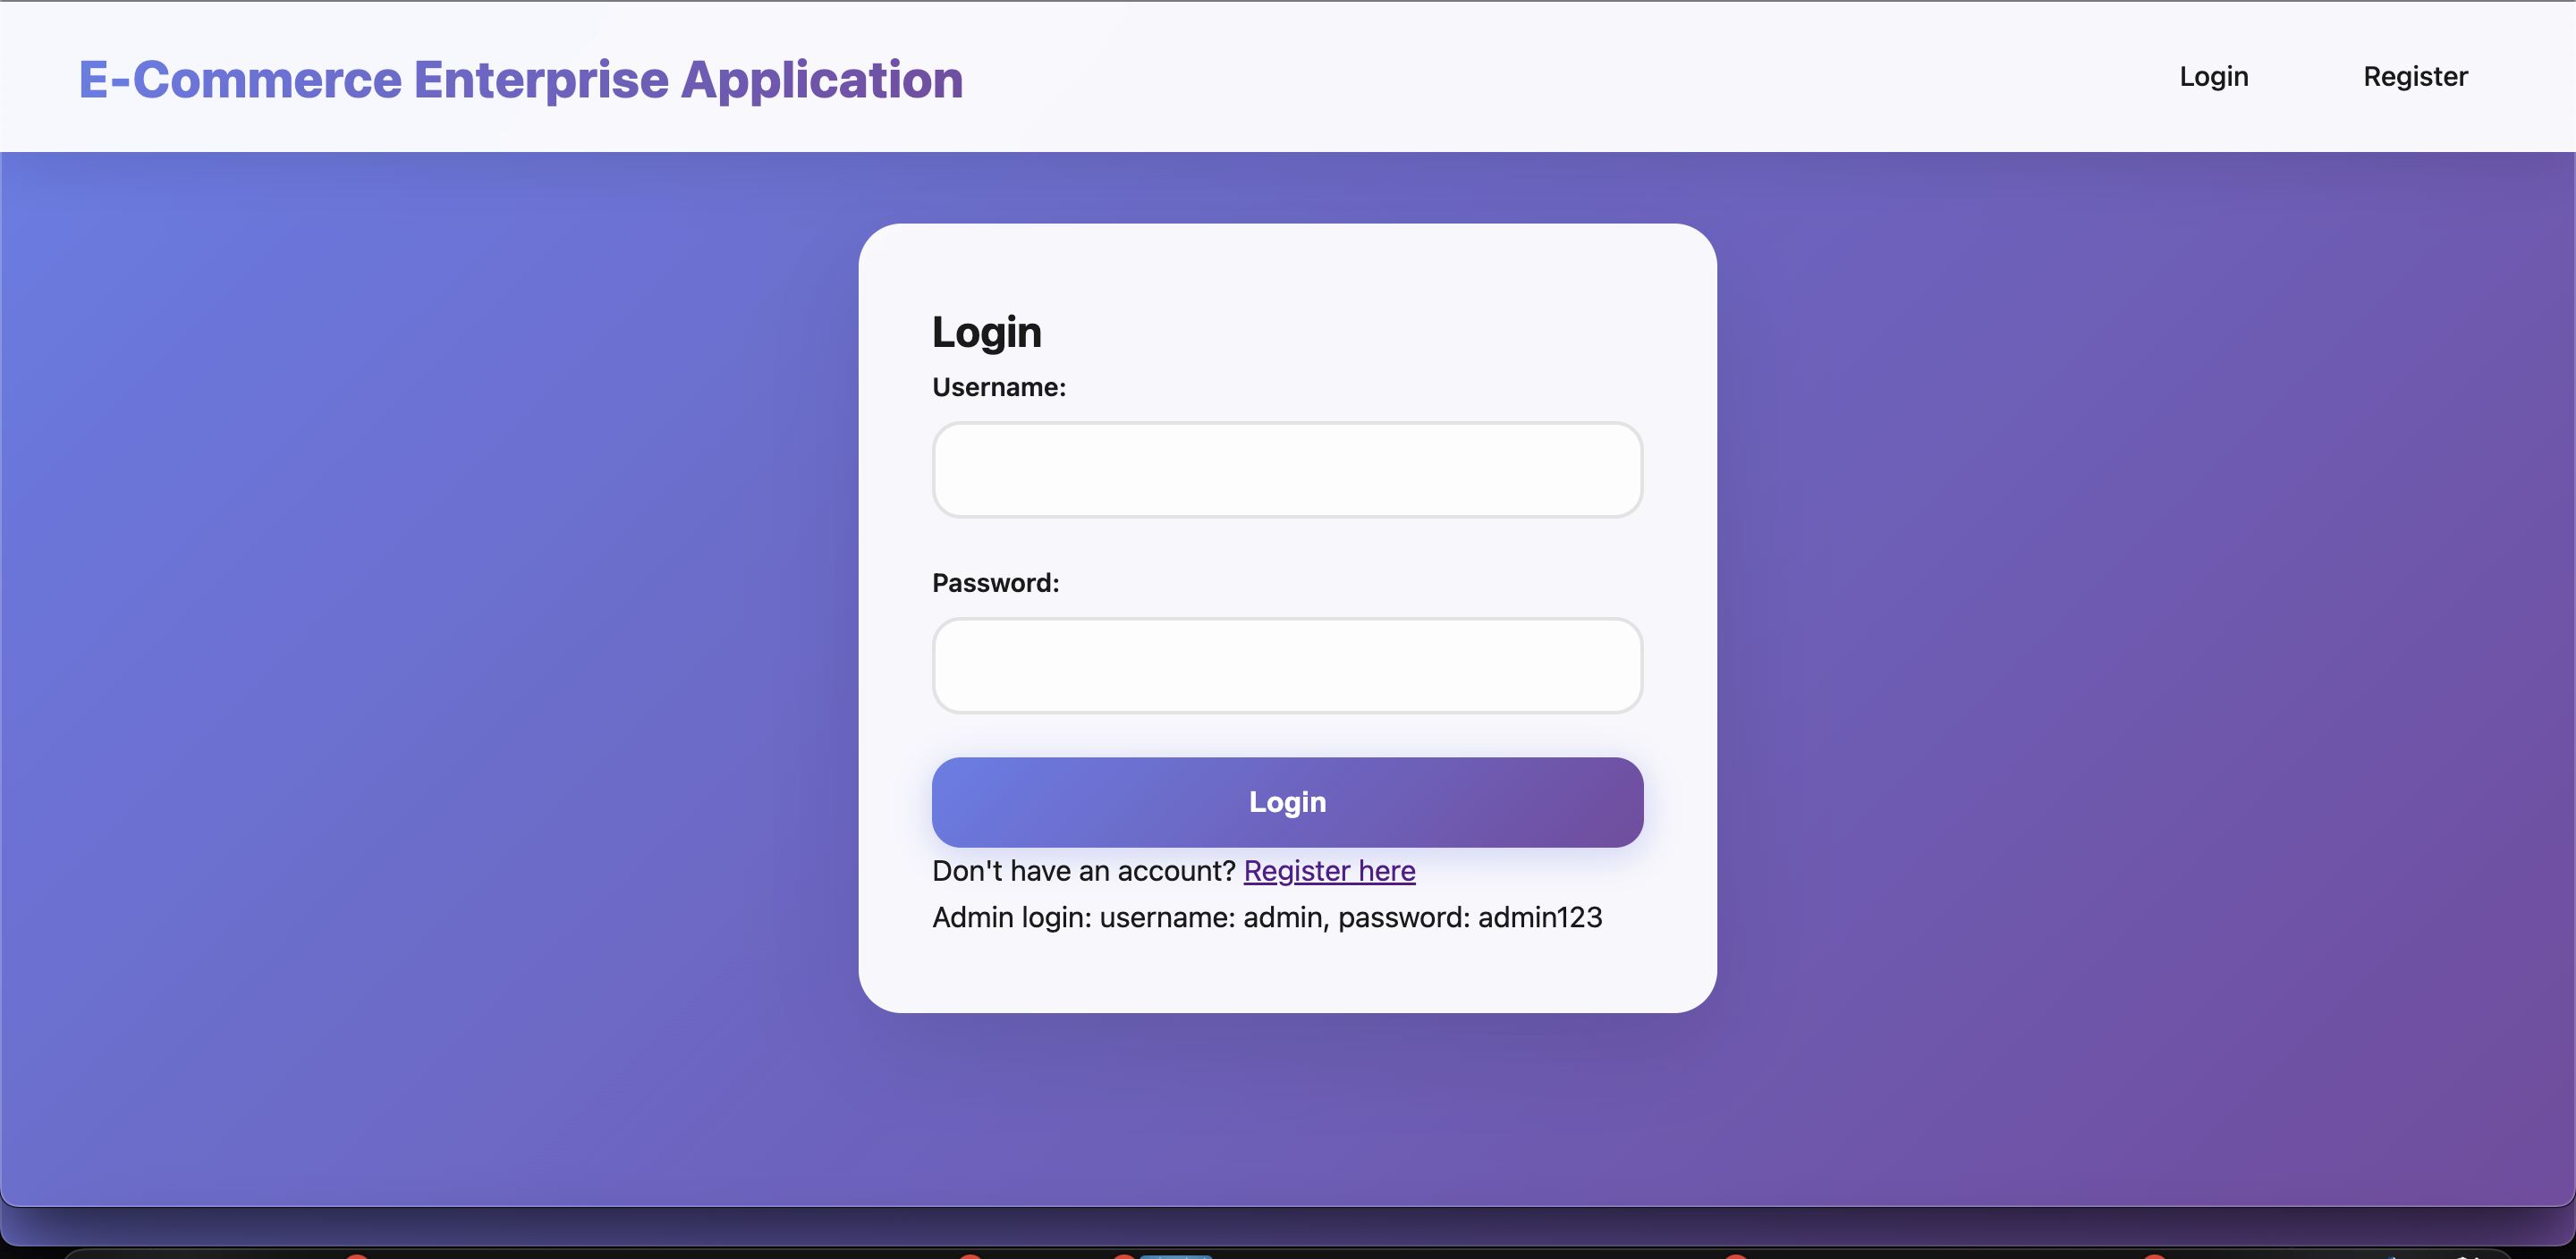 E-Commerce Enterprise Application
Login
Register
Login
Username:
Password:
Login
Don't have an account? Register here
Admin login: username: admin, password: admin123